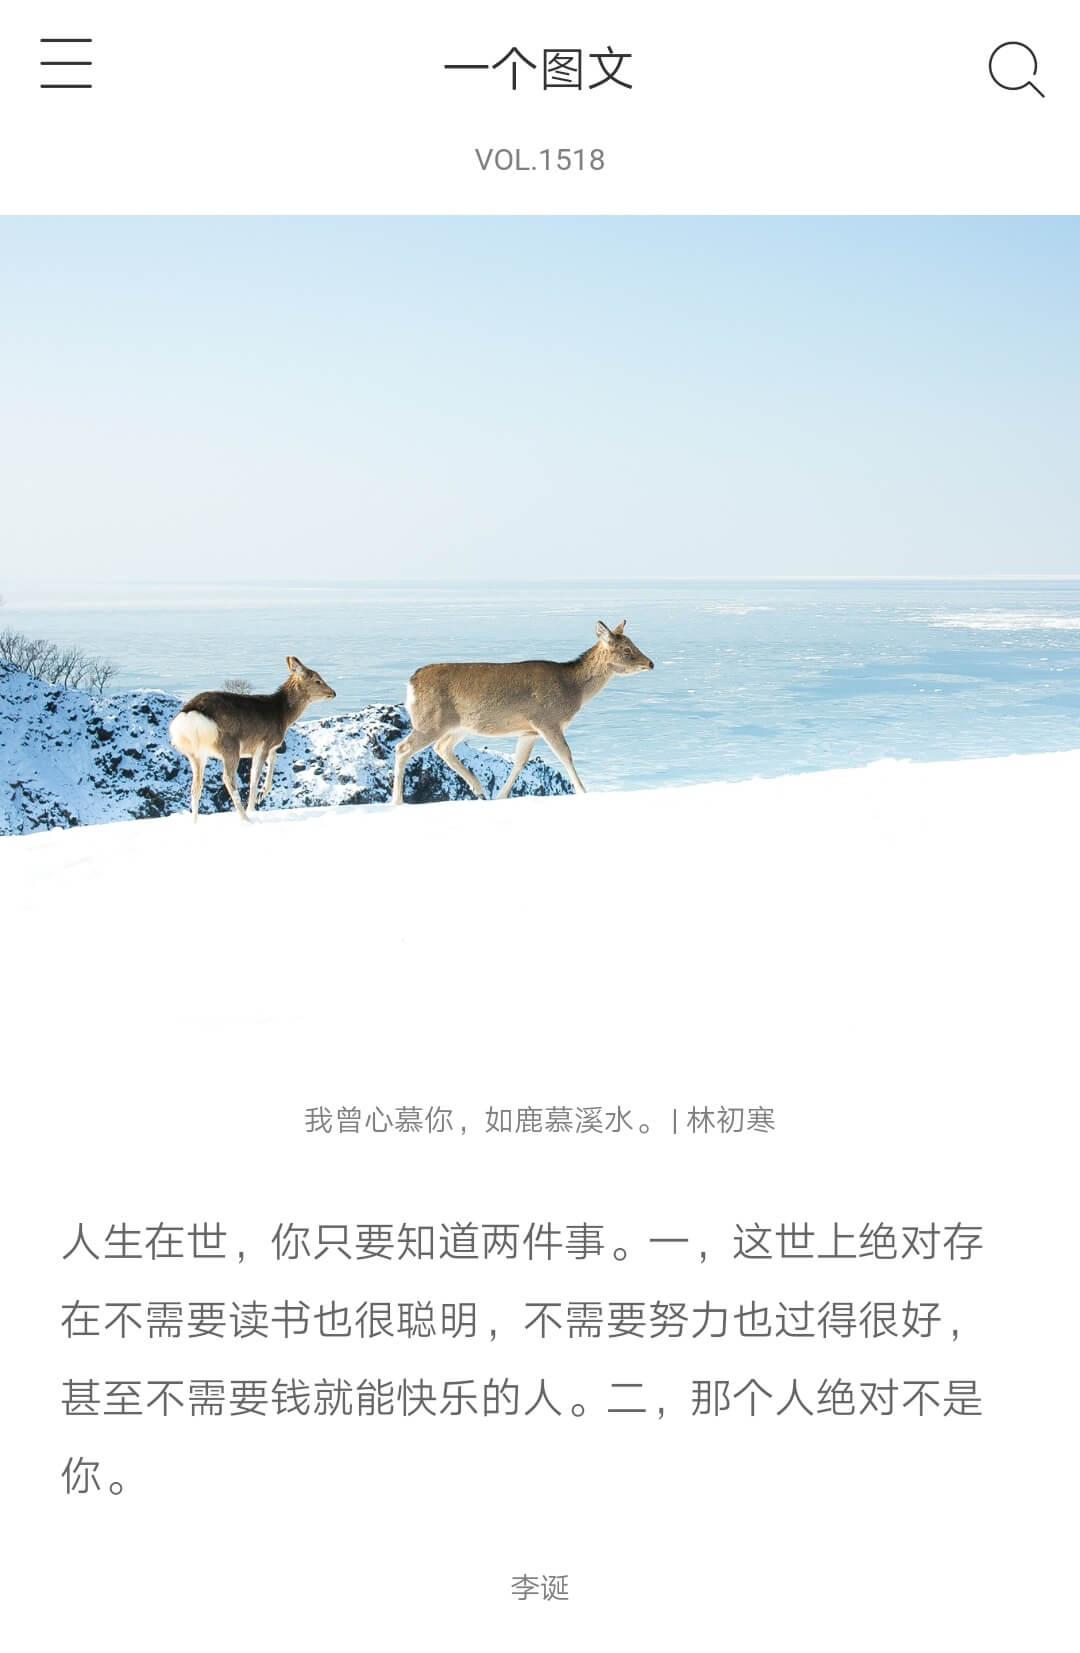 一个图文
VOL.1518
我曾心慕你，如鹿慕溪水。| 林初寒
人生在世，你只要知道两件事。一，这世上绝对存
在不需要读书也很聪明，不需要努力也过得很好，
甚至不需要钱就能快乐的人。二，那个人绝对不是
你。
李诞